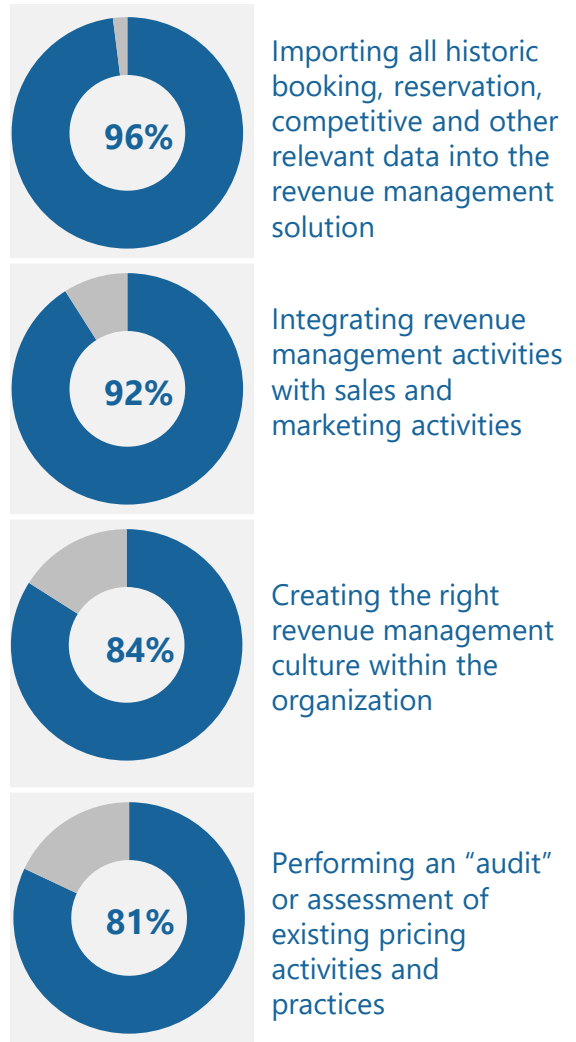 96%
Importing all historic
booking, reservation,
competitive and other
relevant data into the
revenue management
solution
92%
Integrating revenue
management activities
with sales and
marketing activities
84%
Creating the right
revenue management
culture within the
organization
81%
Performing an “audit”
or assessment of
existing pricing
activities and
practices